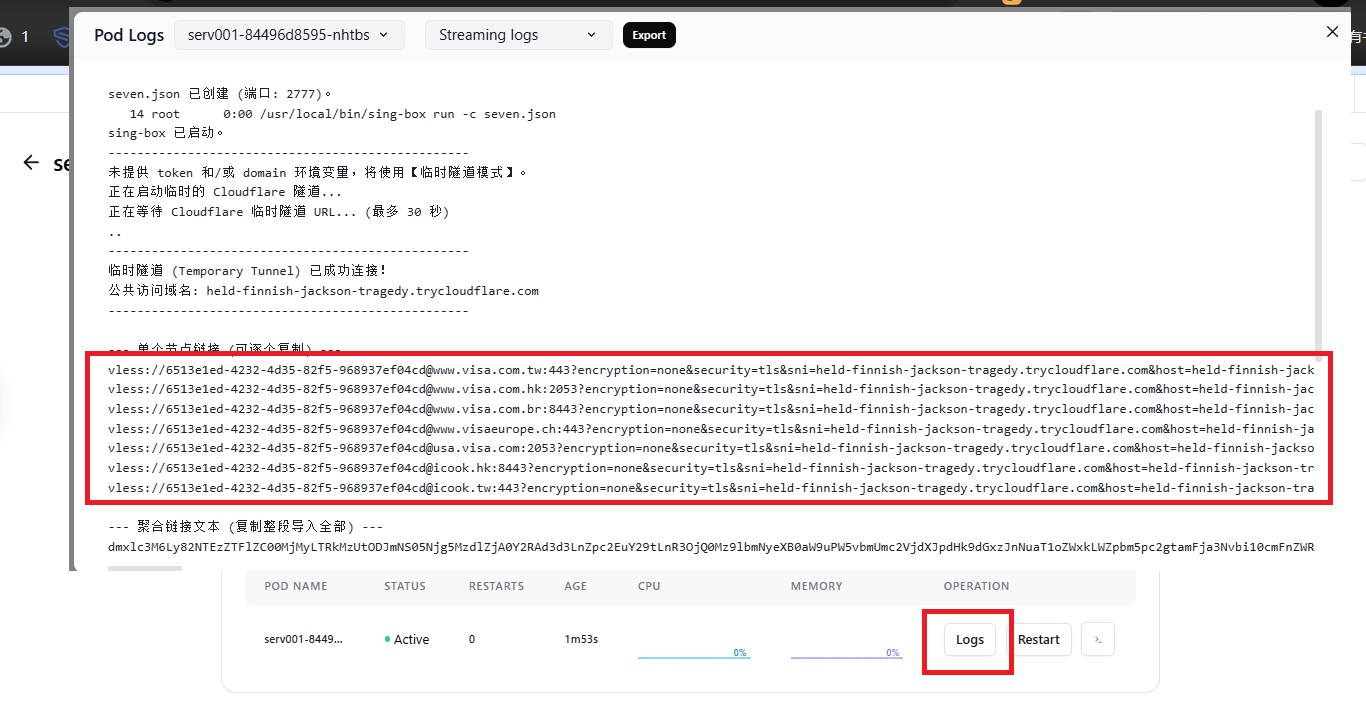 1
Pod Logs serv001-84496d8595-nhtbs Streaming logs Export
seven.json 已创建 (端口: 2777)。
14 root 0:00 /usr/local/bin/sing-box run -c seven.json
sing-box 已启动。
--------------------------------------------------
未提供 token 和/或 domain 环境变量，将使用【临时隧道模式】。
正在启动临时的 Cloudflare 隧道...
正在等待 Cloudflare 临时隧道 URL... (最多 30 秒)
..
--------------------------------------------------
临时隧道 (Temporary Tunnel) 已成功连接!
公共访问域名: held-finnish-jackson-tragedy.trycloudflare.com
--------------------------------------------------
--- 单个节点链接 (可逐个复制) ---
vless://6513e1ed-4232-4d35-82f5-968937ef04cd@www.visa.com.tw:443?encryption=none&security=tls&sni=held-finnish-jackson-tragedy.trycloudflare.com&host=held-finnish-jack
vless://6513e1ed-4232-4d35-82f5-968937ef04cd@www.visa.com.hk:2053?encryption=none&security=tls&sni=held-finnish-jackson-tragedy.trycloudflare.com&host=held-finnish-jac
vless://6513e1ed-4232-4d35-82f5-968937ef04cd@www.visa.com.br:8443?encryption=none&security=tls&sni=held-finnish-jackson-tragedy.trycloudflare.com&host=held-finnish-jac
vless://6513e1ed-4232-4d35-82f5-968937ef04cd@www.visaeurope.ch:443?encryption=none&security=tls&sni=held-finnish-jackson-tragedy.trycloudflare.com&host=held-finnish-ja
vless://6513e1ed-4232-4d35-82f5-968937ef04cd@usa.visa.com:2053?encryption=none&security=tls&sni=held-finnish-jackson-tragedy.trycloudflare.com&host=held-finnish-jackso
vless://6513e1ed-4232-4d35-82f5-968937ef04cd@icook.hk:8443?encryption=none&security=tls&sni=held-finnish-jackson-tragedy.trycloudflare.com&host=held-finnish-jackson-tr
vless://6513e1ed-4232-4d35-82f5-968937ef04cd@icook.tw:443?encryption=none&security=tls&sni=held-finnish-jackson-tragedy.trycloudflare.com&host=held-finnish-jackson-tra
--- 聚合链接文本 (复制整段导入全部) ---
POD NAME STATUS RESTARTS AGE CPU MEMORY OPERATION
serv001-8449... Active 0 1m53s 0% 0% Logs Restart >_